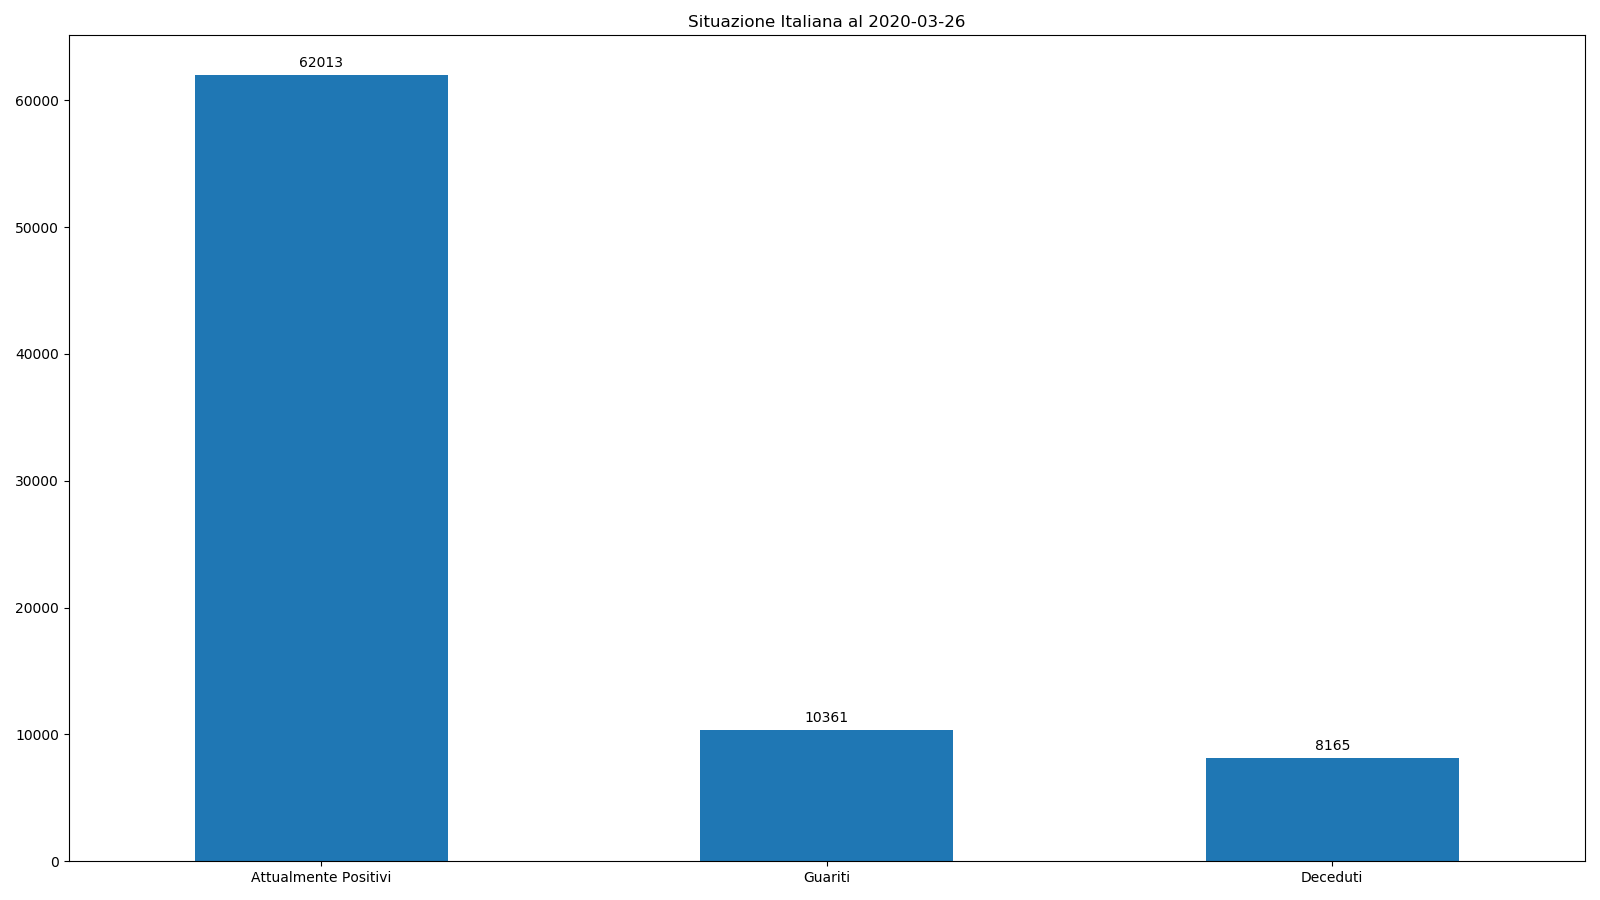 Situazione Italiana al 2020-03-26
62013
60000
50000
40000
30000
20000
10361
10000
8165
0
Attualmente Positivi
Guariti
Deceduti